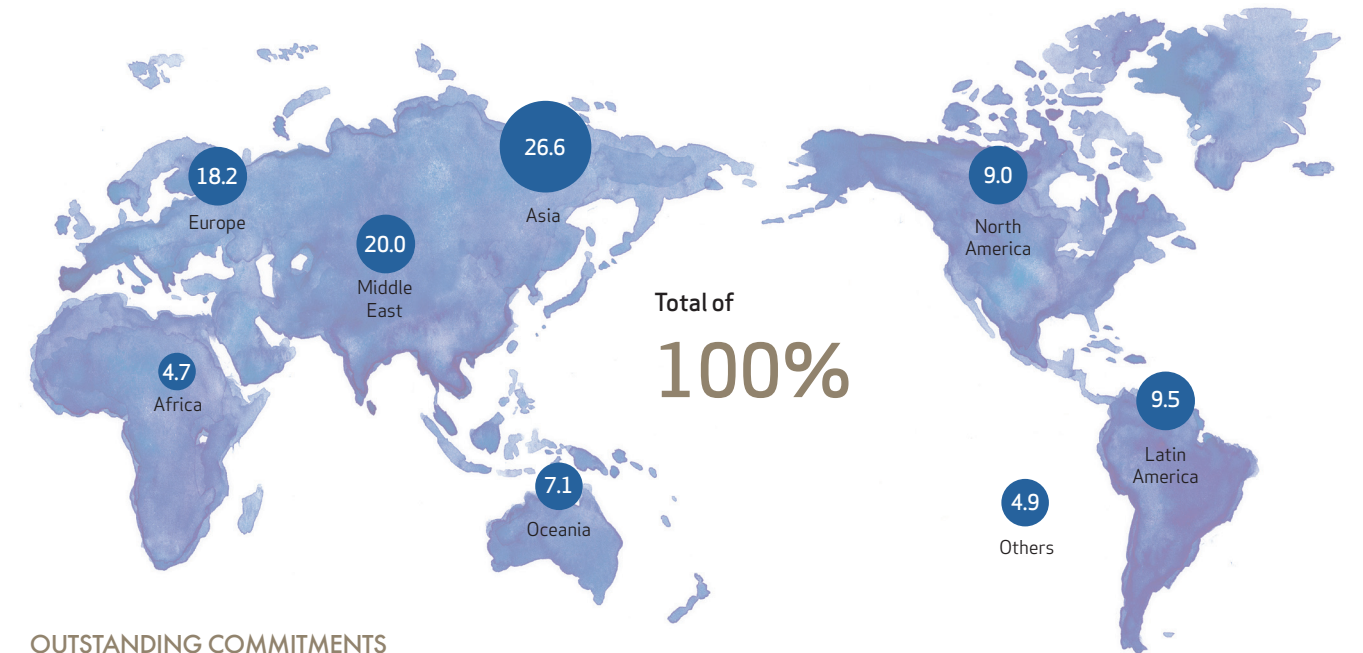 26.6
Asia
18.2
Europe
20.0
Middle
East
4.7
Africa
7.1
Oceania
Total of
100%
9.0
North
America
9.5
Latin
America
4.9
Others
OUTSTANDING COMMITMENTS